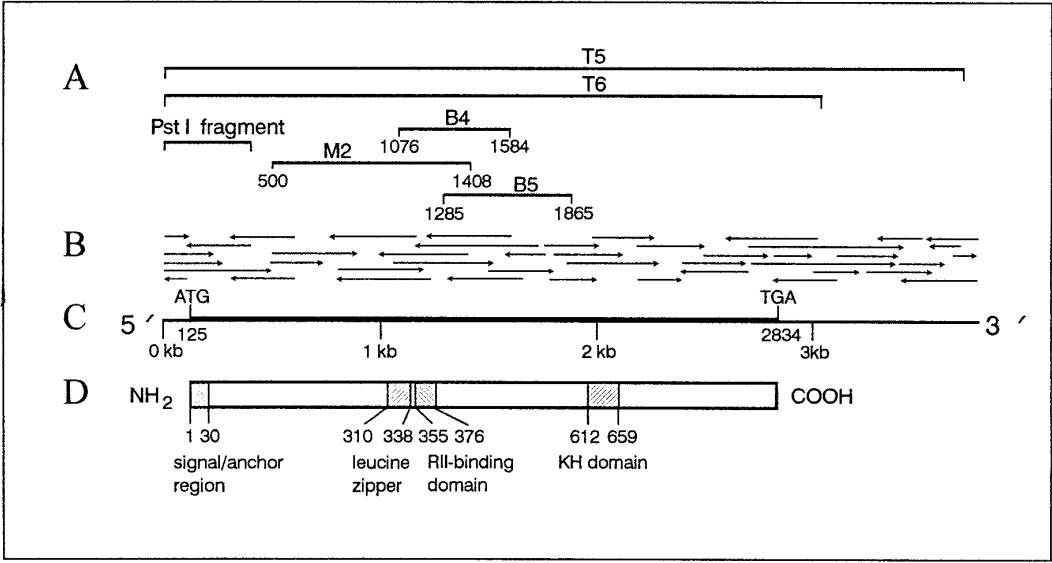 A
T5
T6
Pst I fragment
B4
1076 1584
M2
500 1408
B5
1285 1865
B
ATG TGA
C 5 ´ 3 ´
125 2834
0 kb 1 kb 2 kb 3kb
D NH2 COOH
1 30 310 338 355 376 612 659
signal/anchor region
leucine zipper
RII-binding domain
KH domain